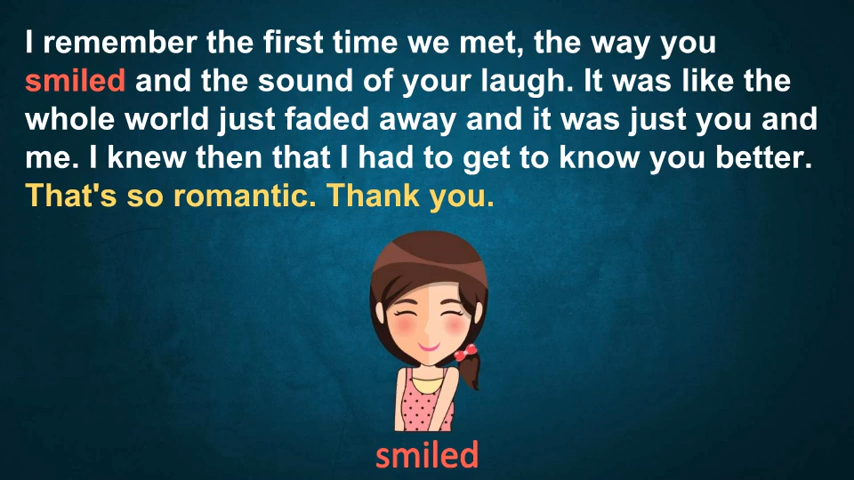 I remember the first time we met, the way you
smiled and the sound of your laugh. It was like the
whole world just faded away and it was just you and
me. I knew then that I had to get to know you better.
That's so romantic. Thank you.
smiled